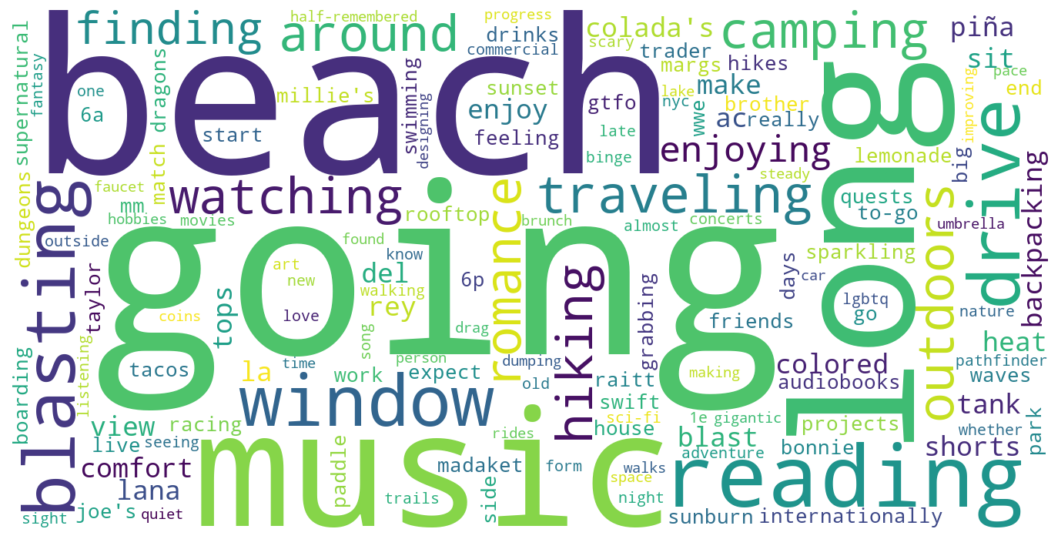 half-remembered
progress
finding
around
drinks
colada's
camping
piña
commercial
scary
trader
supernatural
fantasy
beach
margs
hikes
sit
one
6a
millie's
sunset
make
end
pace
match
dragons
swimming
designing
enjoy
gtfo
wwe
lake
nyc
brother
long
improving
start
feeling
late
ac
really
drive
dungeons
binge
enjoying
lemonade
big
steady
blasting
faucet
watching
romance
traveling
outdoors
backpacking
mm
hobbies
movies
rooftop
brunch
almost
concerts
quests
to-go
umbrella
outside
going
found
know
sparkling
taylor
art
new
del
walking
6p
hiking
days
car
lgbtq
go
nature
tops
coins
love
rey
song
drag
grabbing
friends
heat
listening
tacos
time
person
dumping
making
colored
pathfinder
boarding
la
work
expect
old
raitt
audiobooks
waves
window
swift
sci-fi
1e
gigantic
projects
tank
whether
park
view
racing
rides
house
blast
bonnie
live
seeing
music
adventure
shorts
comfort
paddle
madaket
side
form
walks
space
reading
lana
trails
night
sight
joe's
quiet
sunburn
internationally